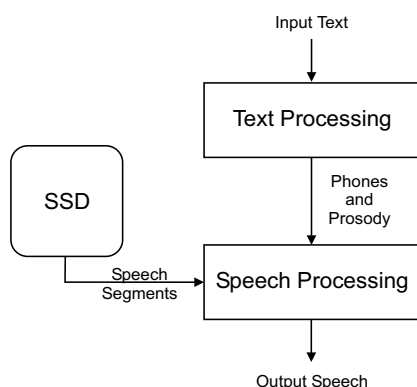 Input Text
Text Processing
Phones
and
Prosody
SSD
Speech
Segments
Speech Processing
Output Speech